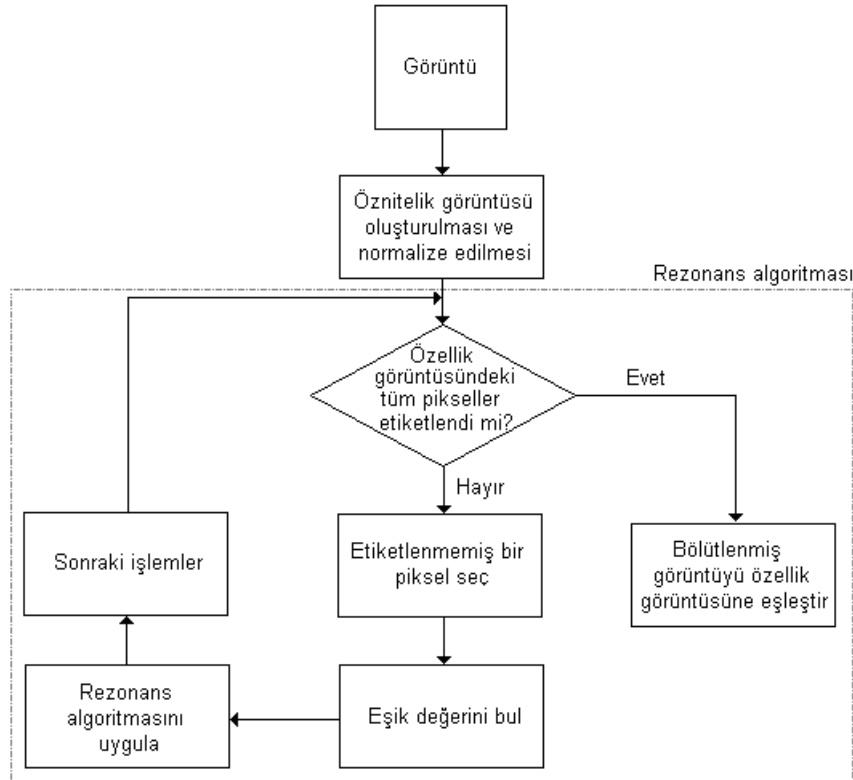 Görüntü
Öznitelik görüntüsü
oluşturulması ve
normalize edilmesi
Rezonans algoritması
Özellik
görüntüsündeki
tüm pikseller
etiketlendi mi?
Evet
Hayır
Sonraki işlemler
Etiketlenmemiş bir
piksel seç
Bölütlenmiş
görüntüyü özellik
görüntüsüne eşleştir
Rezonans
algoritmasını
uygula
Eşik değerini bul